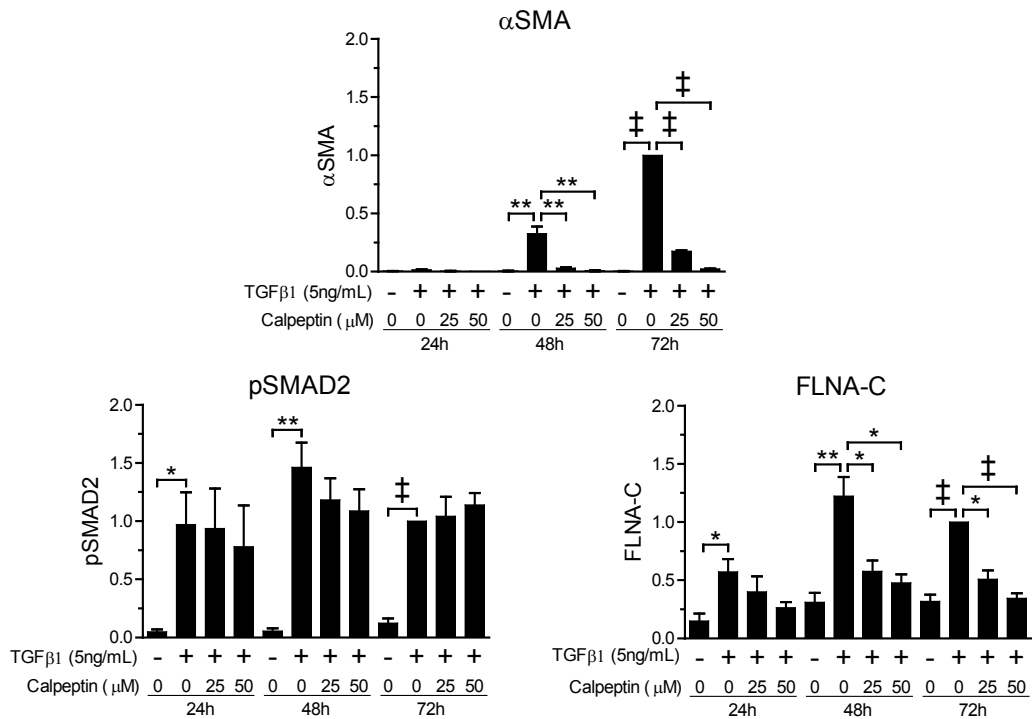 αSMA
2.0
1.5
1.0
0.5
0.0
αSMA
** ** **
‡ ‡ ‡
TGFβ1 (5ng/mL) - + + + - + + + - + + +
Calpeptin ( μM) 0 0 25 50 0 0 25 50 0 0 25 50
24h 48h 72h
pSMAD2
2.0
1.5
1.0
0.5
0.0
pSMAD2
* ** ‡
TGFβ1 (5ng/mL) - + + + - + + + - + + +
Calpeptin ( μM) 0 0 25 50 0 0 25 50 0 0 25 50
24h 48h 72h
FLNA-C
2.0
1.5
1.0
0.5
0.0
FLNA-C
* ** * * ‡ * ‡
TGFβ1 (5ng/mL) - + + + - + + + - + + +
Calpeptin ( μM) 0 0 25 50 0 0 25 50 0 0 25 50
24h 48h 72h